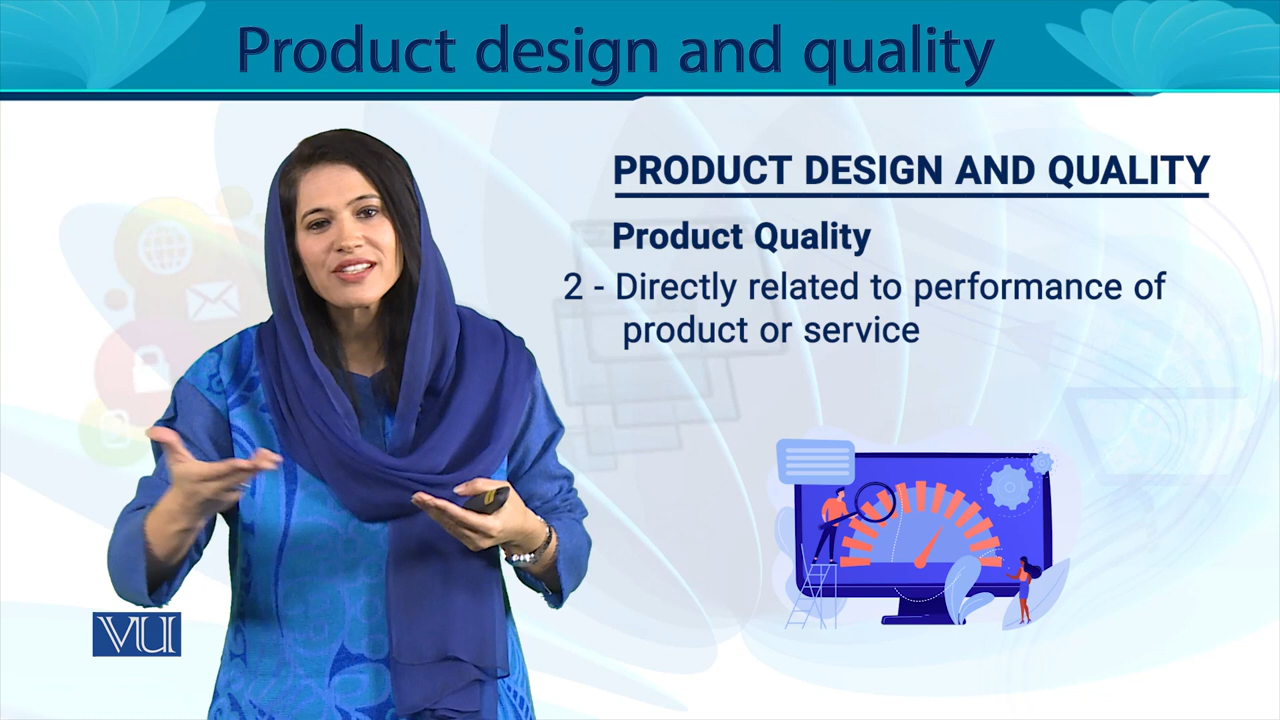 Product design and quality
PRODUCT DESIGN AND QUALITY
Product Quality
2 - Directly related to performance of
product or service
VU